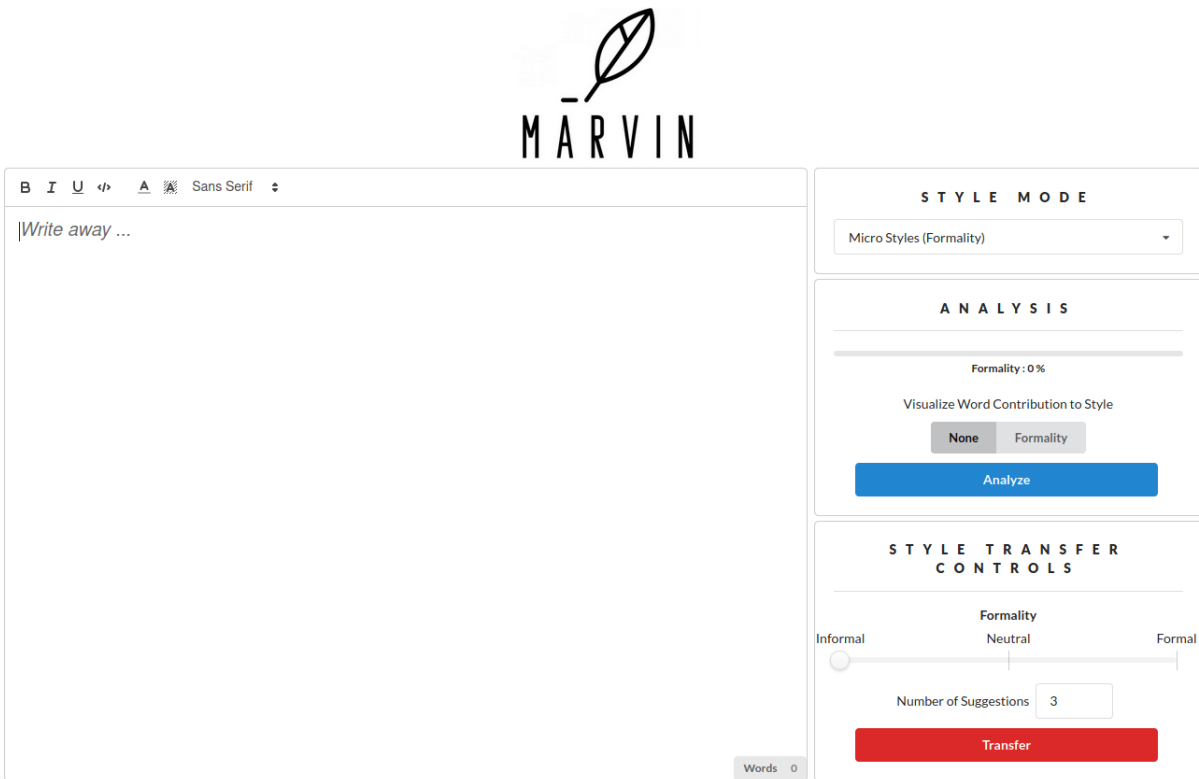 MARVIN
B I U </> A A Sans Serif
Write away ...
Words 0
STYLE MODE
Micro Styles (Formality)
ANALYSIS
Formality : 0 %
Visualize Word Contribution to Style
None Formality
Analyze
STYLE TRANSFER
CONTROLS
Formality
Informal Neutral Formal
Number of Suggestions 3
Transfer